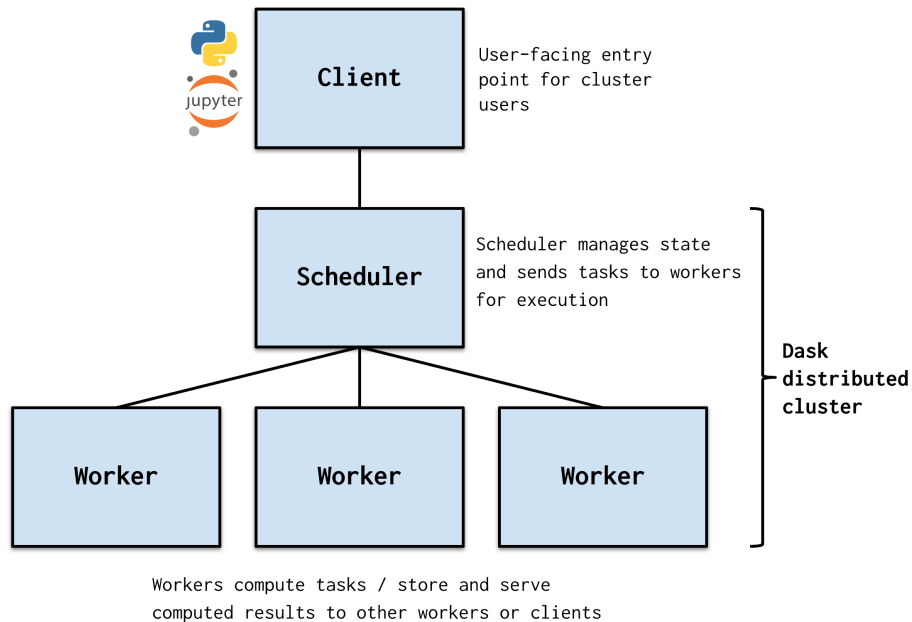 Client
User-facing entry
point for cluster
users
jupyter
Scheduler
Scheduler manages state
and sends tasks to workers
for execution
Dask
distributed
cluster
Worker
Worker
Worker
Workers compute tasks / store and serve
computed results to other workers or clients